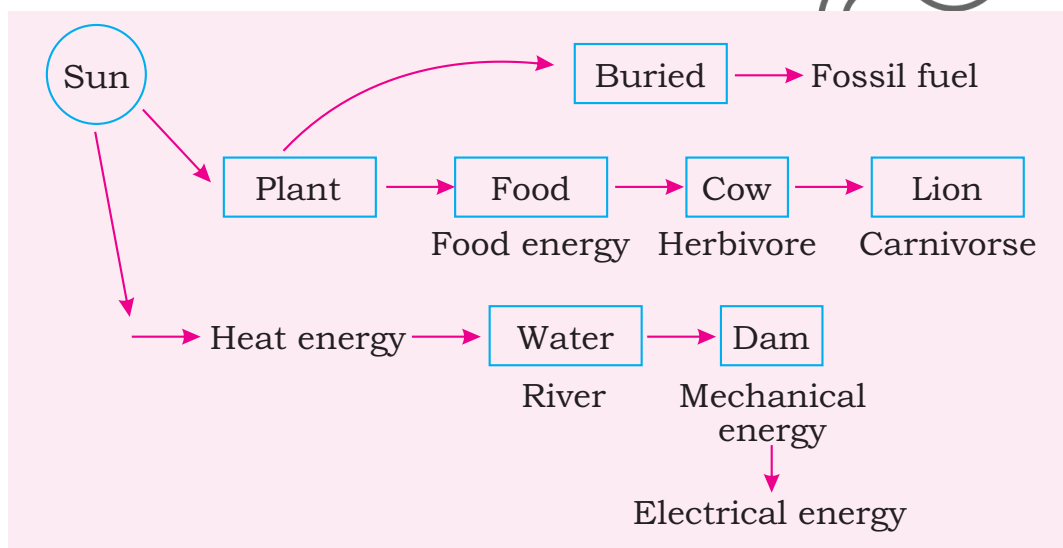 Sun
Buried
Fossil fuel
Plant
Food
Cow
Lion
Food energy
Herbivore
Carnivorse
Heat energy
Water
Dam
River
Mechanical
energy
Electrical energy